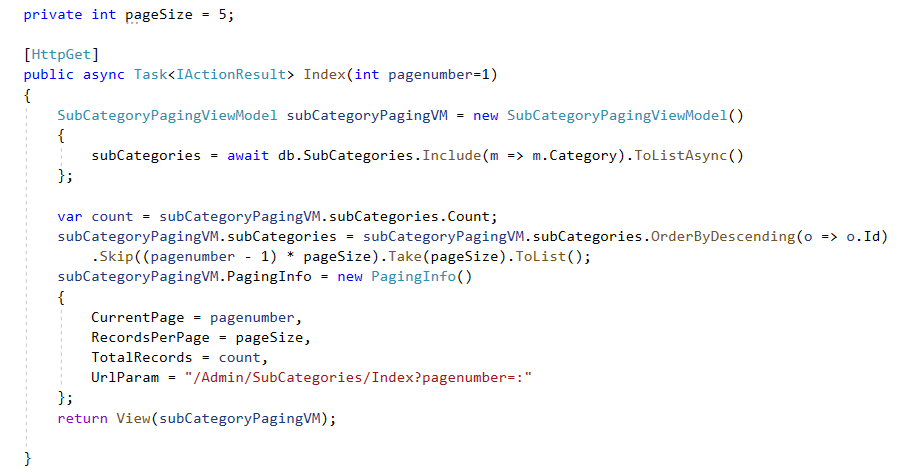 private int pageSize = 5;
[HttpGet]
public async Task<IActionResult> Index(int pagenumber=1)
{
SubCategoryPagingViewModel subCategoryPagingVM = new SubCategoryPagingViewModel()
{
subCategories = await db.SubCategories.Include(m => m.Category).ToListAsync()
};
var count = subCategoryPagingVM.subCategories.Count;
subCategoryPagingVM.subCategories = subCategoryPagingVM.subCategories.OrderByDescending(o => o.Id)
.Skip((pagenumber - 1) * pageSize).Take(pageSize).ToList();
subCategoryPagingVM.PagingInfo = new PagingInfo()
{
CurrentPage = pagenumber,
RecordsPerPage = pageSize,
TotalRecords = count,
UrlParam = "/Admin/SubCategories/Index?pagenumber=:"
};
return View(subCategoryPagingVM);
}